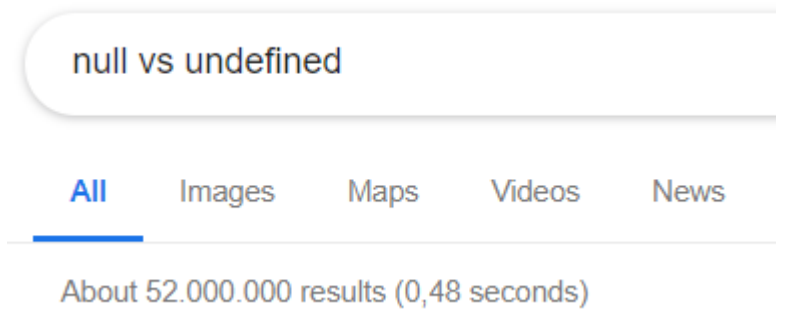 null vs undefined
All Images Maps Videos News
About 52.000.000 results (0,48 seconds)